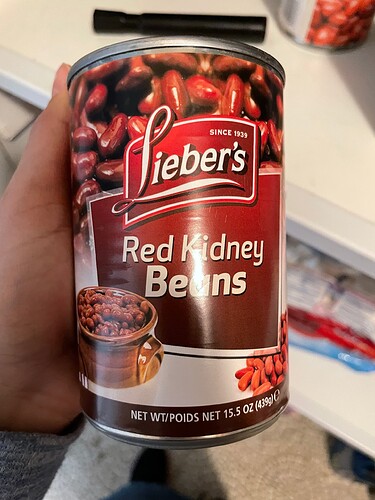 SINCE 1939
Lieber's
Red Kidney
Beans
NET WT/POIDS NET 15.5 OZ (439g)